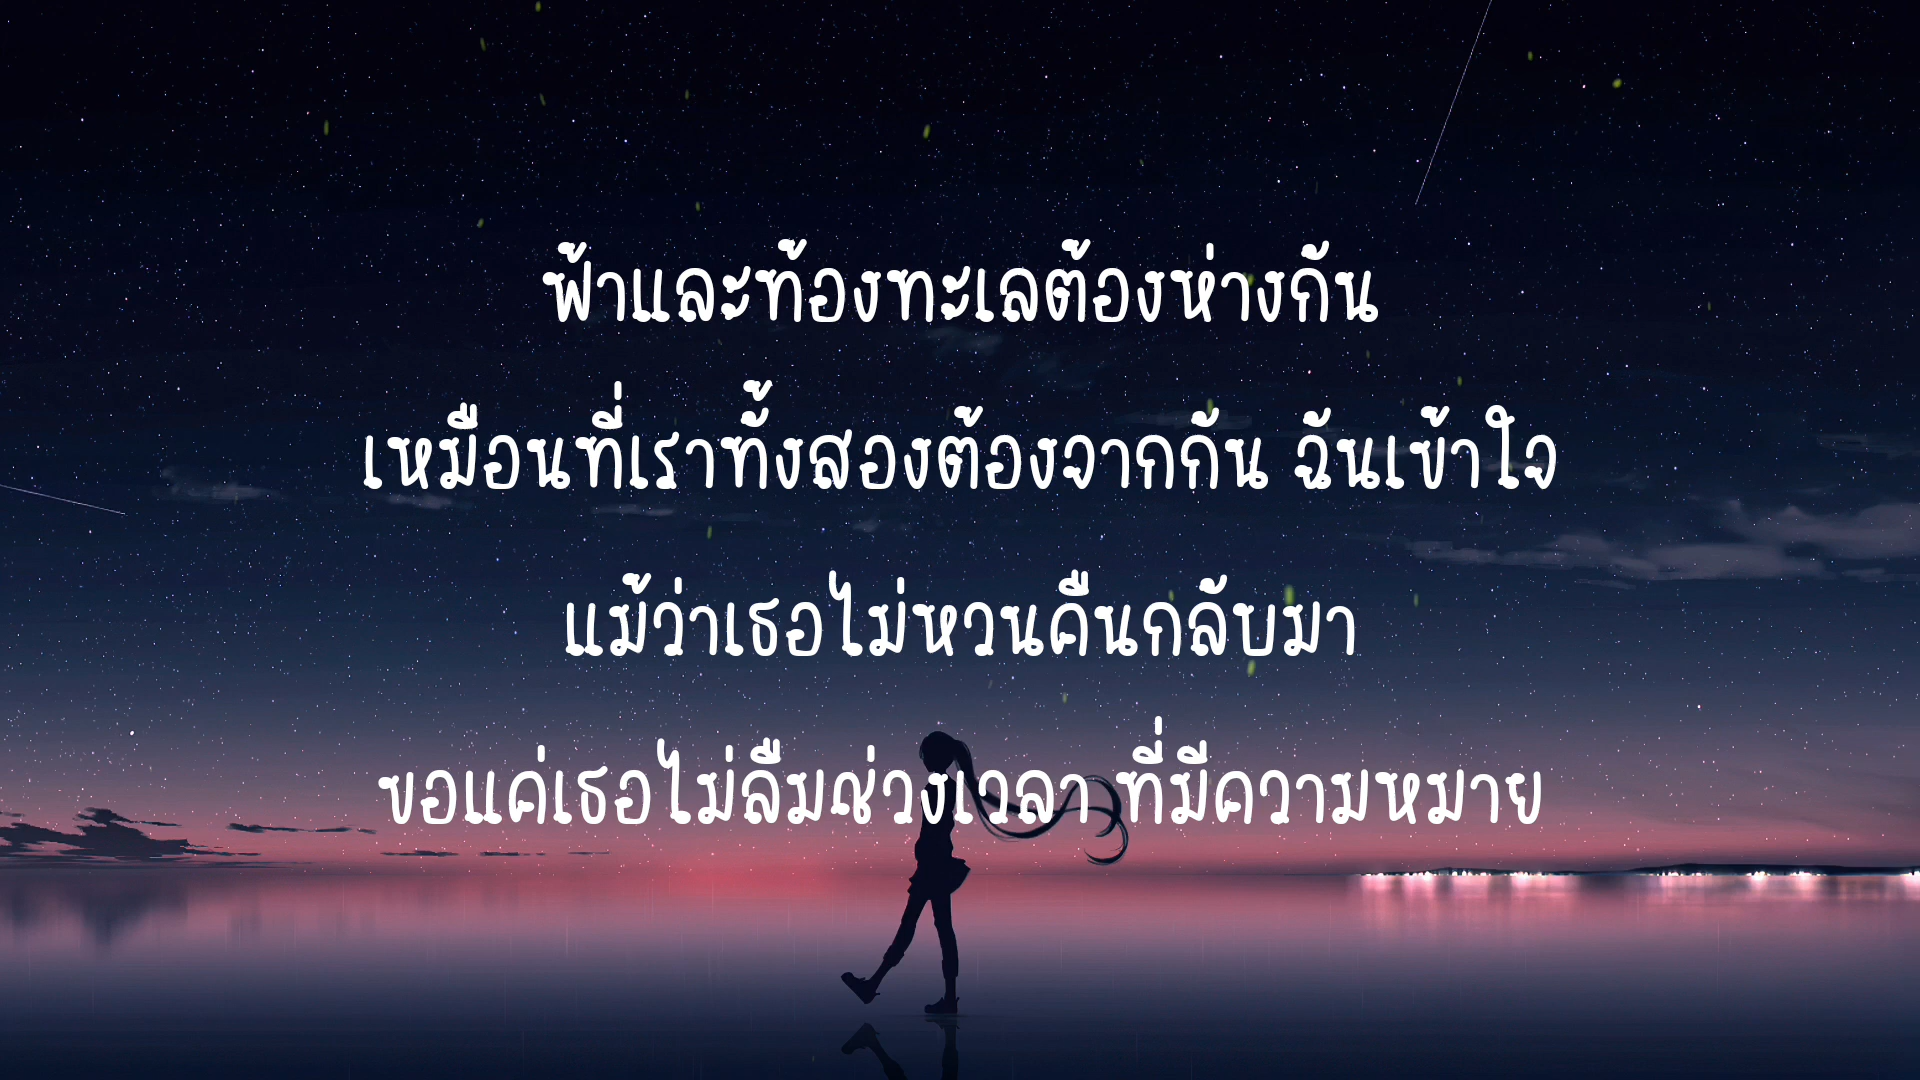 ฟ้าและท้องทะเลต้องห่างกัน
เหมือนที่เราทั้งสองต้องจากกัน ฉันเข้าใจ
แม้ว่าเธอไม่หวนคืนกลับมา
ขอแค่เธอไม่ลืมช่วงเวลา ที่มีความหมาย